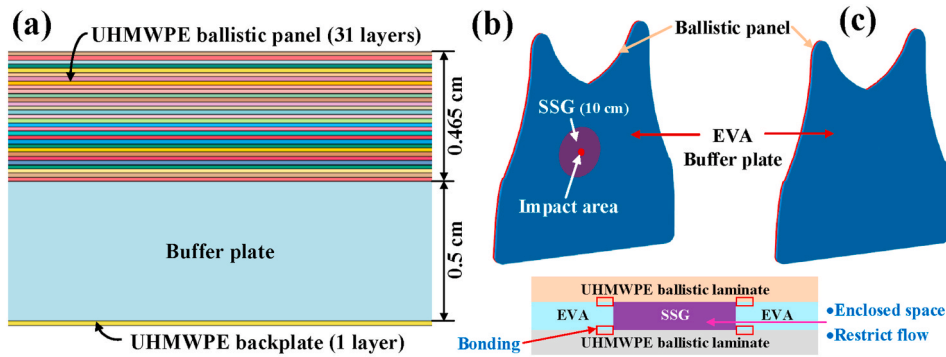 (a)
UHMWPE ballistic panel (31 layers)
0.465 cm
Buffer plate
0.5 cm
UHMWPE backplate (1 layer)
(b)
Ballistic panel
(c)
SSG (10 cm)
EVA
Buffer plate
Impact area
UHMWPE ballistic laminate
EVA
SSG
EVA
•Enclosed space
•Restrict flow
Bonding
UHMWPE ballistic laminate